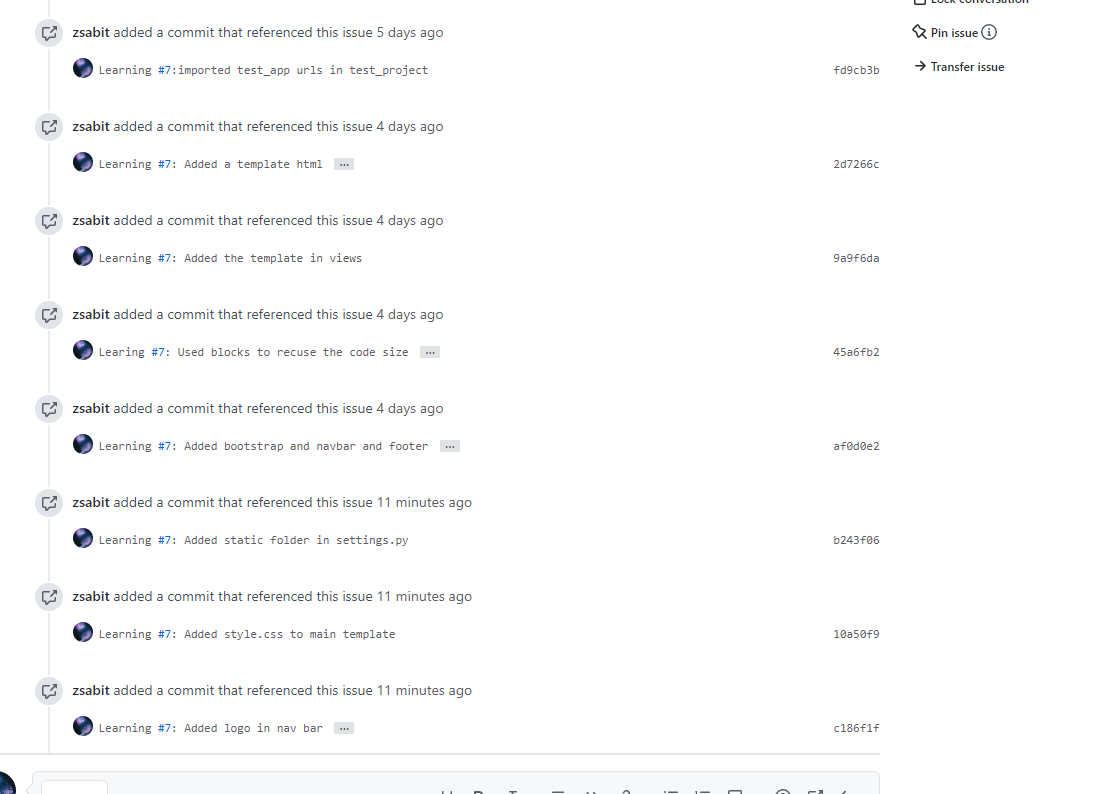 Lock conversation
zsabit added a commit that referenced this issue 5 days ago
Pin issue
Learning #7:imported test_app urls in test_project fd9cb3b
Transfer issue
zsabit added a commit that referenced this issue 4 days ago
Learning #7: Added a template html ... 2d7266c
zsabit added a commit that referenced this issue 4 days ago
Learning #7: Added the template in views 9a9f6da
zsabit added a commit that referenced this issue 4 days ago
Learing #7: Used blocks to recuse the code size ... 45a6fb2
zsabit added a commit that referenced this issue 4 days ago
Learning #7: Added bootstrap and navbar and footer ... af0d0e2
zsabit added a commit that referenced this issue 11 minutes ago
Learning #7: Added static folder in settings.py b243f06
zsabit added a commit that referenced this issue 11 minutes ago
Learning #7: Added style.css to main template 10a50f9
zsabit added a commit that referenced this issue 11 minutes ago
Learning #7: Added logo in nav bar ... c186f1f